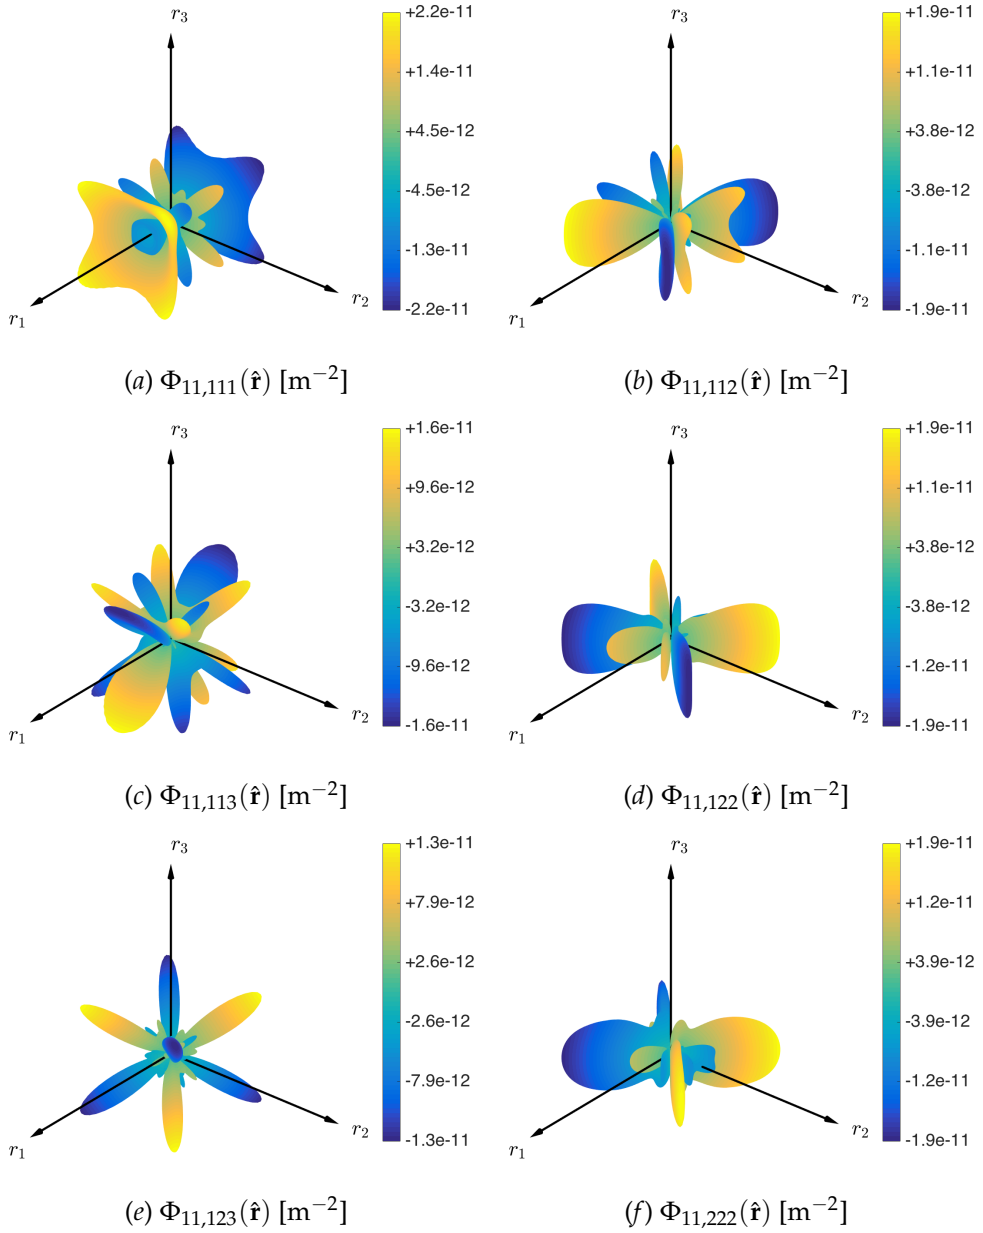 r3
+2.2e-11
+1.4e-11
+4.5e-12
-4.5e-12
-1.3e-11
-2.2e-11
r1
r2
(a) Φ11,111(r̂) [m−2]
r3
+1.9e-11
+1.1e-11
+3.8e-12
-3.8e-12
-1.1e-11
-1.9e-11
r1
r2
(b) Φ11,112(r̂) [m−2]
r3
+1.6e-11
+9.6e-12
+3.2e-12
-3.2e-12
-9.6e-12
-1.6e-11
r1
r2
(c) Φ11,113(r̂) [m−2]
r3
+1.9e-11
+1.1e-11
+3.8e-12
-3.8e-12
-1.2e-11
-1.9e-11
r1
r2
(d) Φ11,122(r̂) [m−2]
r3
+1.3e-11
+7.9e-12
+2.6e-12
-2.6e-12
-7.9e-12
-1.3e-11
r1
r2
(e) Φ11,123(r̂) [m−2]
r3
+1.9e-11
+1.2e-11
+3.9e-12
-3.9e-12
-1.2e-11
-1.9e-11
r1
r2
(f) Φ11,222(r̂) [m−2]